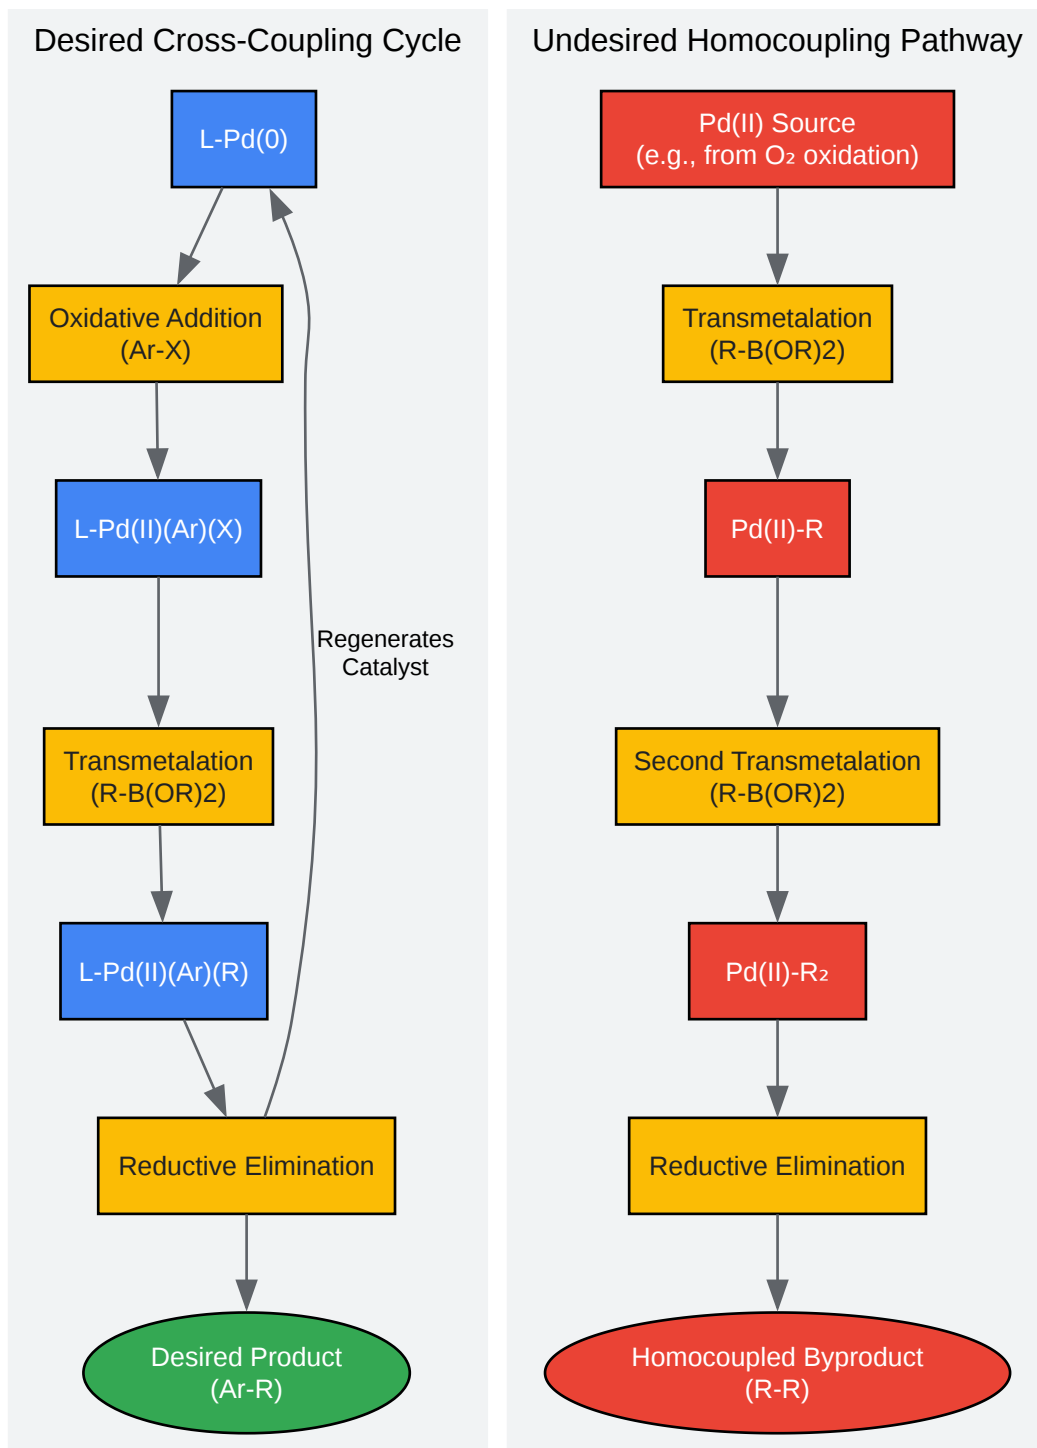 Desired Cross-Coupling Cycle
L-Pd(0)
Oxidative Addition
(Ar-X)
L-Pd(II)(Ar)(X)
Regenerates
Catalyst
Transmetalation
(R-B(OR)2)
L-Pd(II)(Ar)(R)
Reductive Elimination
Desired Product
(Ar-R)
Undesired Homocoupling Pathway
Pd(II) Source
(e.g., from O₂ oxidation)
Transmetalation
(R-B(OR)2)
Pd(II)-R
Second Transmetalation
(R-B(OR)2)
Pd(II)-R₂
Reductive Elimination
Homocoupled Byproduct
(R-R)